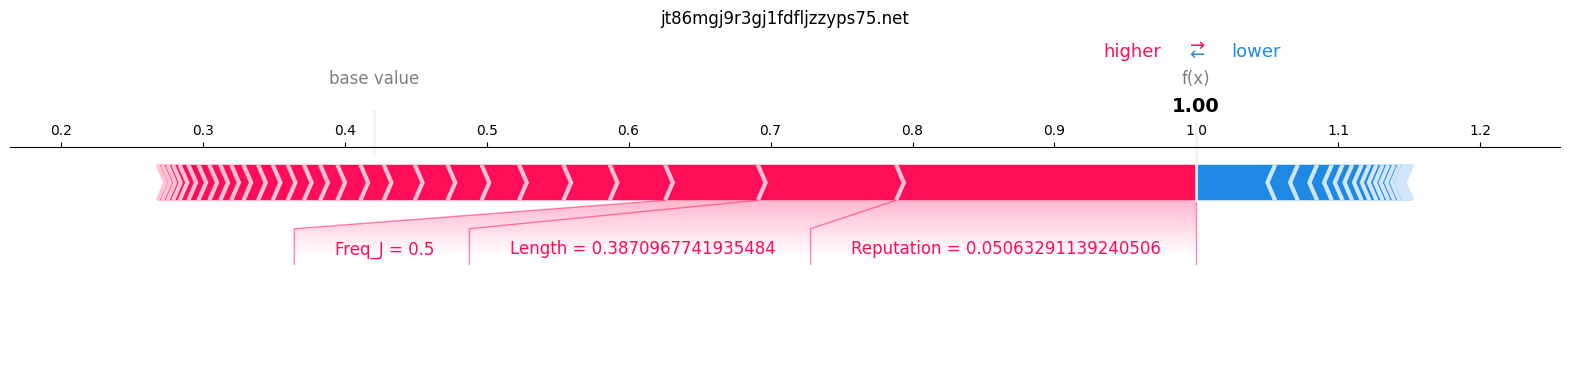 jt86mgj9r3gj1fdfljzzyps75.net
higher ⇄ lower
base value f(x)
1.00
0.2 0.3 0.4 0.5 0.6 0.7 0.8 0.9 1.0 1.1 1.2
Freq_J = 0.5 Length = 0.3870967741935484 Reputation = 0.05063291139240506